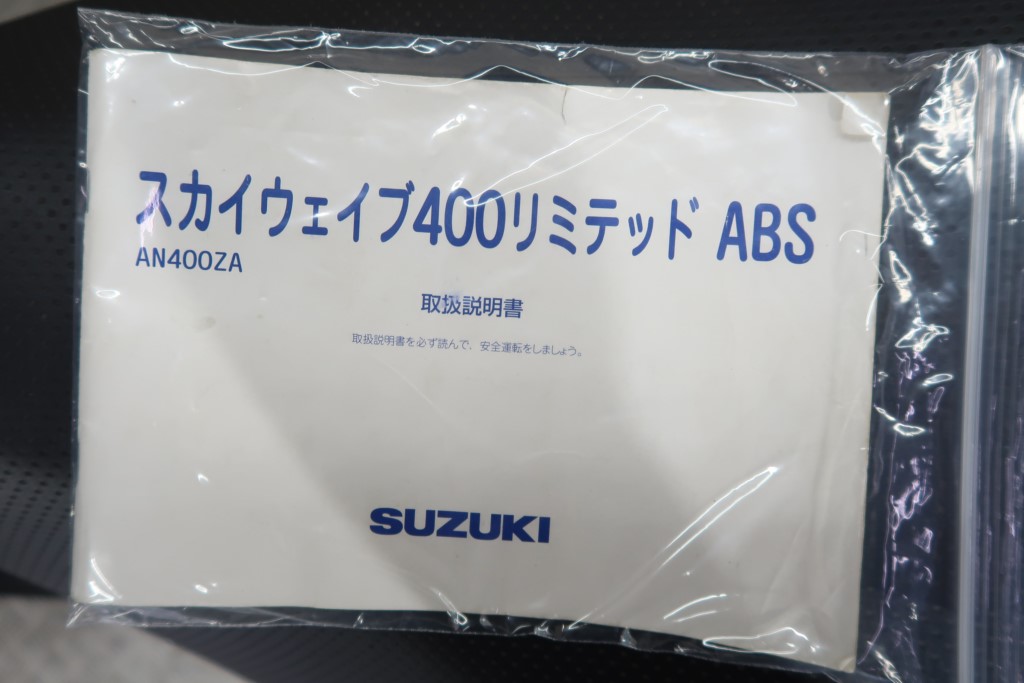 スカイウェイブ400リミテッド ABS
AN400ZA
取扱説明書
取扱説明書を必ず読んで、安全運転をしましょう。
SUZUKI